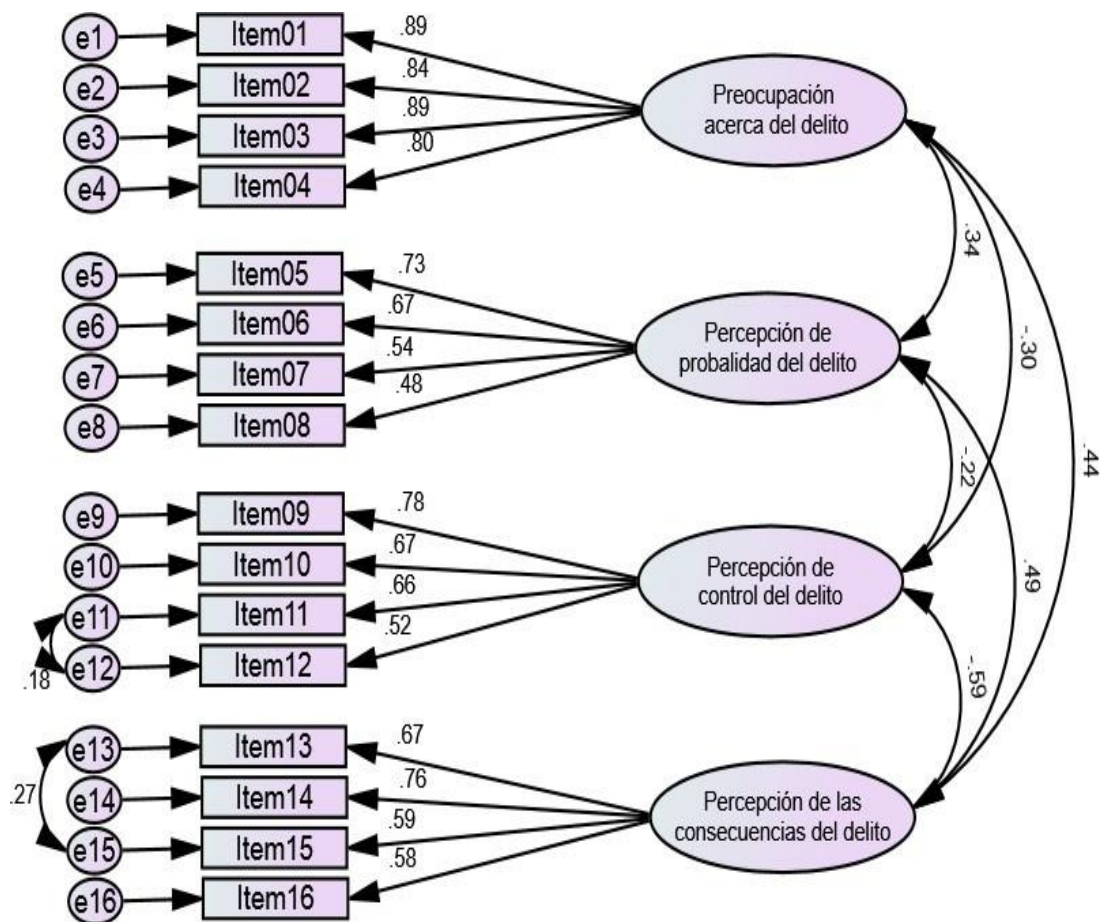 e1
Item01
.89
e2
Item02
.84
e3
Item03
.89
e4
Item04
.80
Preocupación
acerca del delito
.34
e5
Item05
.73
e6
Item06
.67
e7
Item07
.54
e8
Item08
.48
Percepción de
probalidad del delito
-.30
.44
-.22
e9
Item09
.78
e10
Item10
.67
e11
Item11
.66
e12
Item12
.52
.18
Percepción de
control del delito
.49
-.59
e13
Item13
.67
e14
Item14
.76
e15
Item15
.59
e16
Item16
.58
.27
Percepción de las
consecuencias del delito